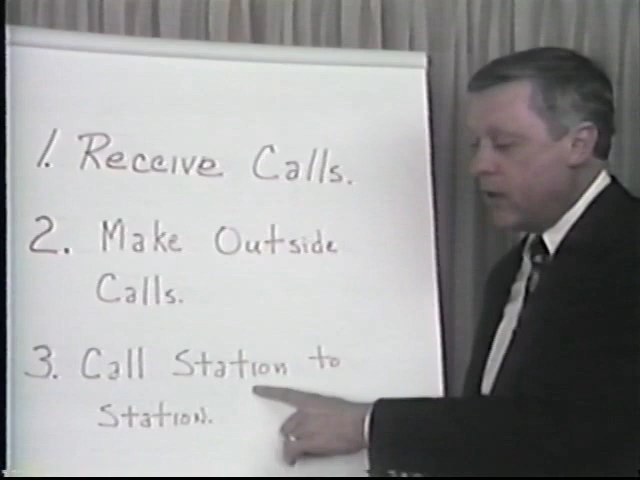 1. Receive Calls.
2. Make Outside
Calls.
3. Call Station to
Station.